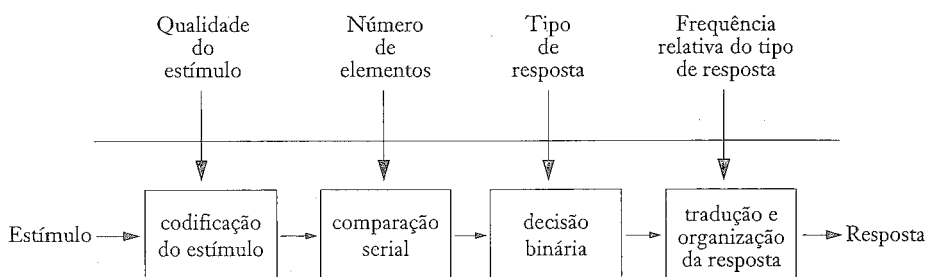 Qualidade
do
estímulo
Número
de
elementos
Tipo
de
resposta
Frequência
relativa do tipo
de resposta
Estímulo
codificação
do estímulo
comparação
serial
decisão
binária
tradução e
organização
da resposta
Resposta